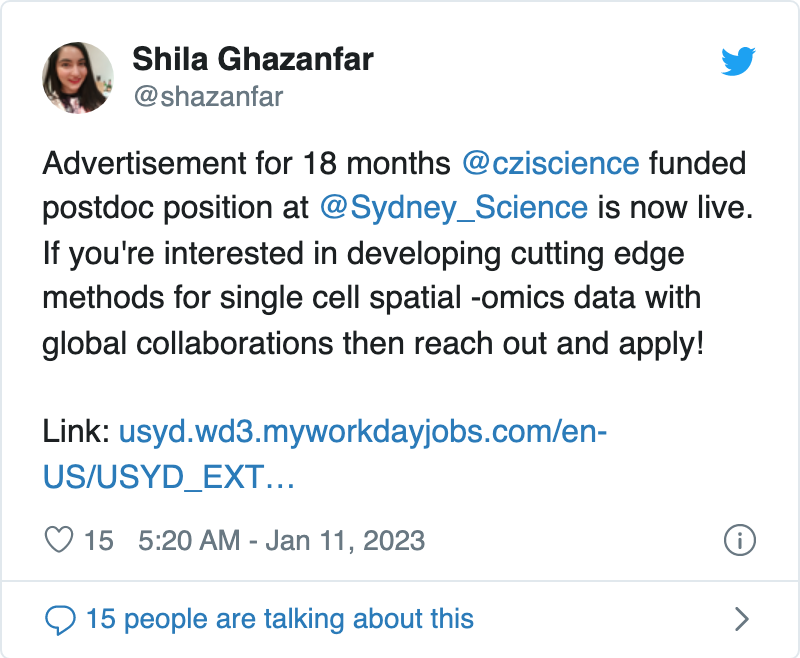 Shila Ghazanfar
@shazanfar
Advertisement for 18 months @cziscience funded
postdoc position at @Sydney_Science is now live.
If you're interested in developing cutting edge
methods for single cell spatial -omics data with
global collaborations then reach out and apply!
Link: usyd.wd3.myworkdayjobs.com/en-
US/USYD_EXT…
15 5:20 AM - Jan 11, 2023
15 people are talking about this